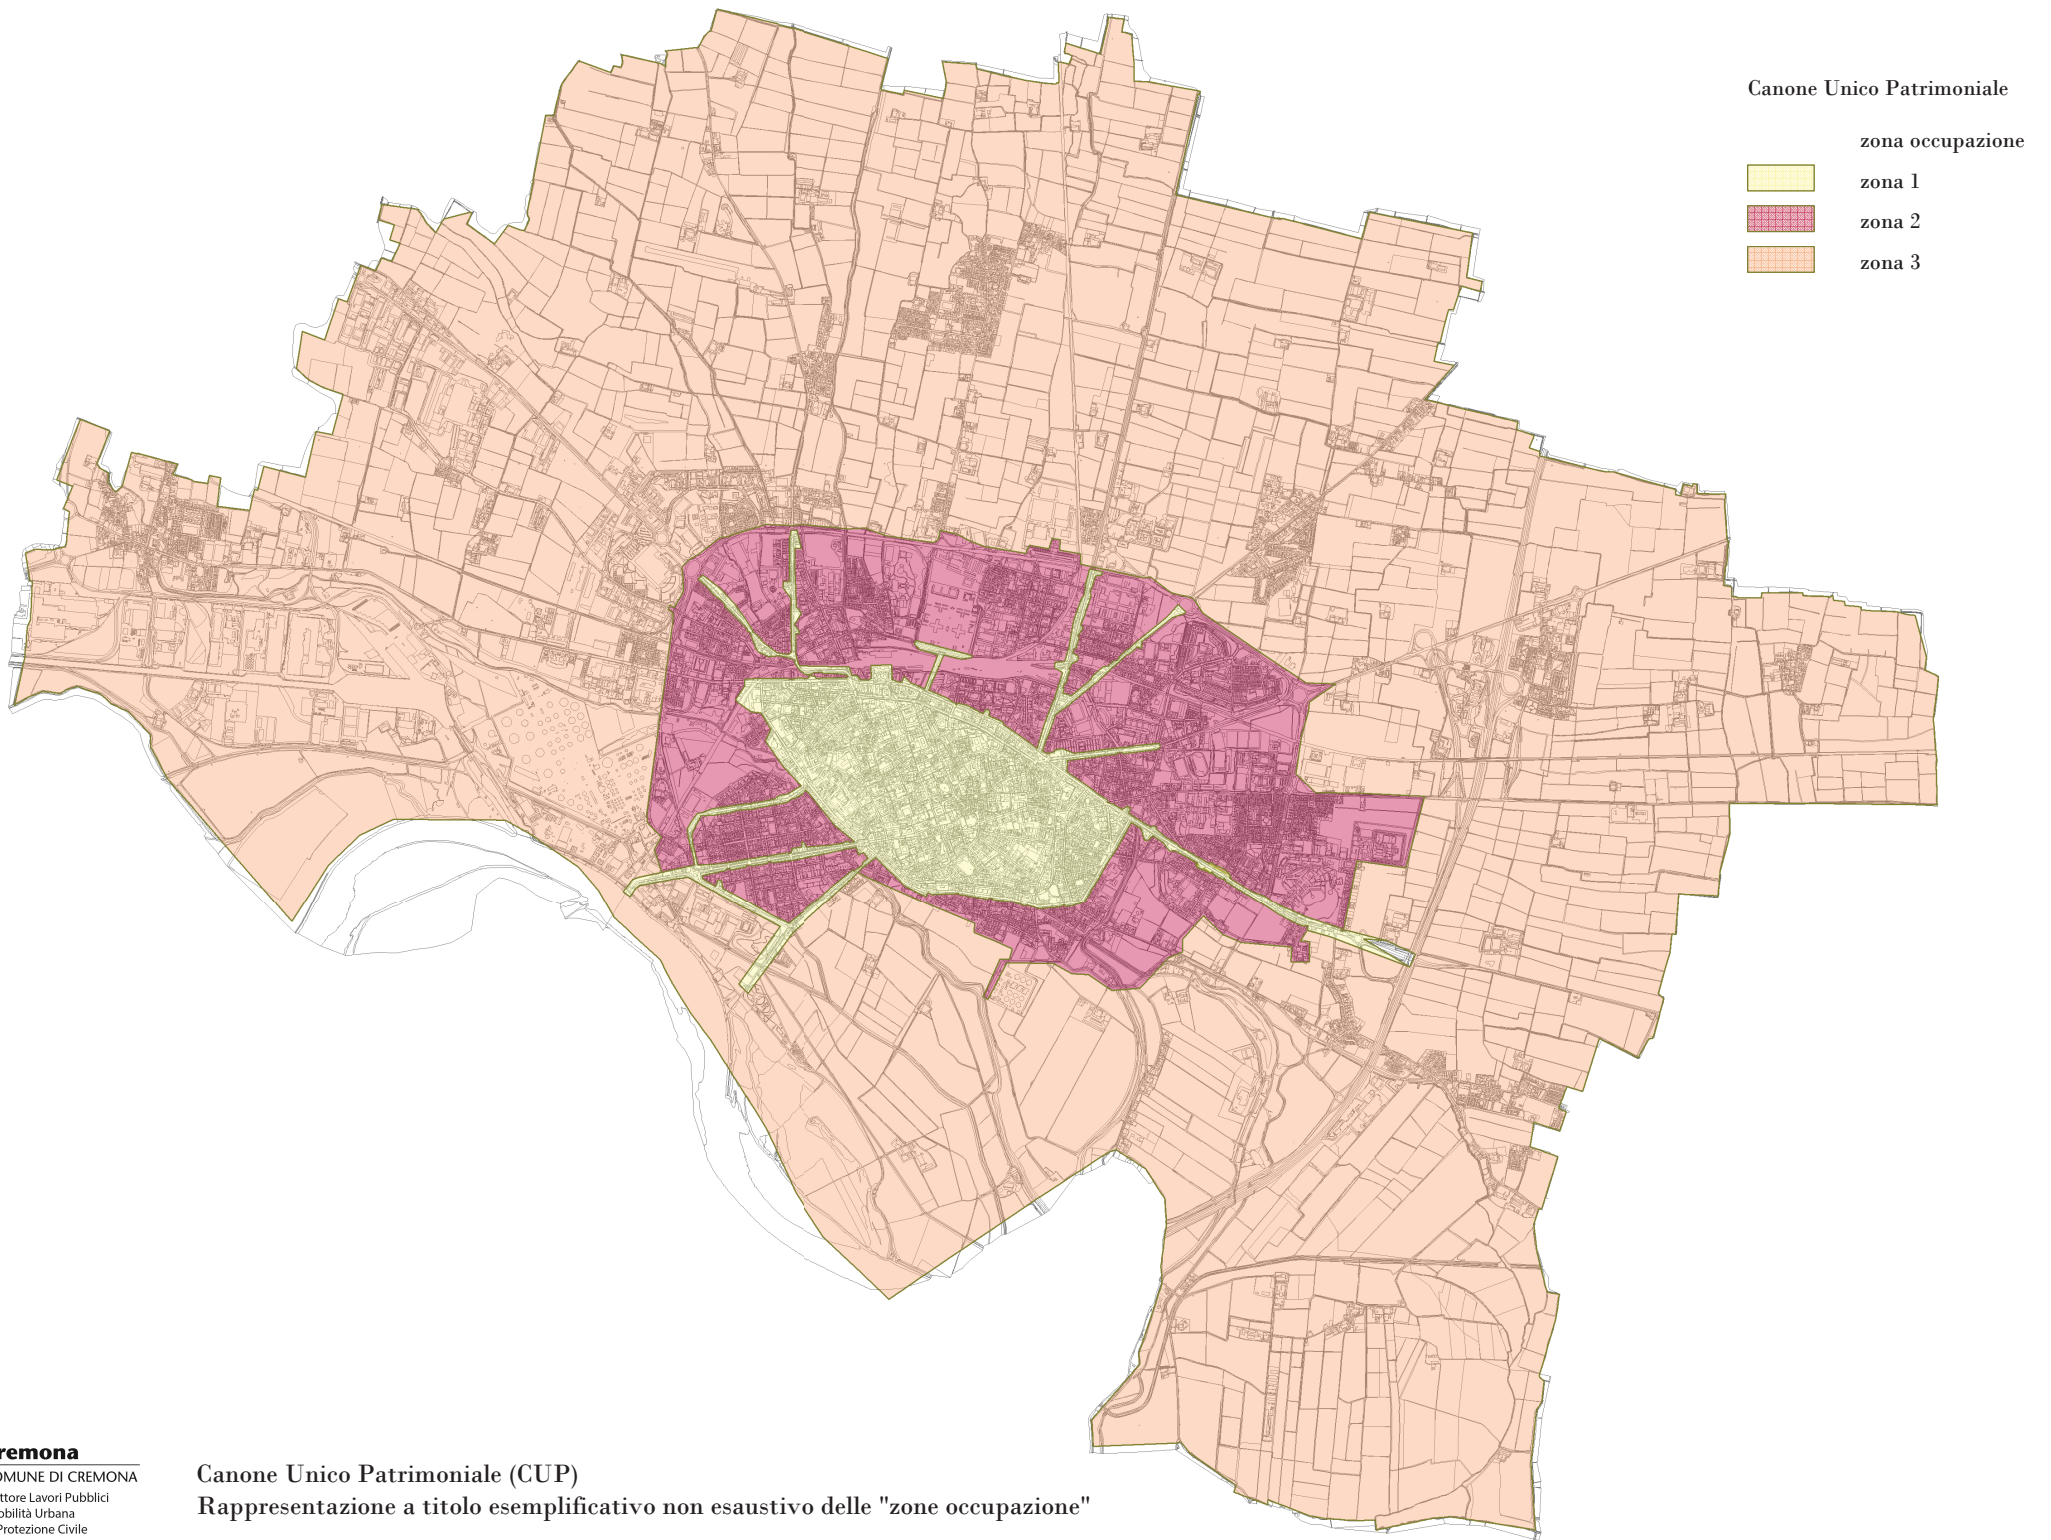 Canone Unico Patrimoniale
zona occupazione
zona 1
zona 2
zona 3
remona
OMUNE DI CREMONA
ttore Lavori Pubblici
obilità Urbana
Protezione Civile
Canone Unico Patrimoniale (CUP)
Rappresentazione a titolo esemplificativo non esaustivo delle "zone occupazione"